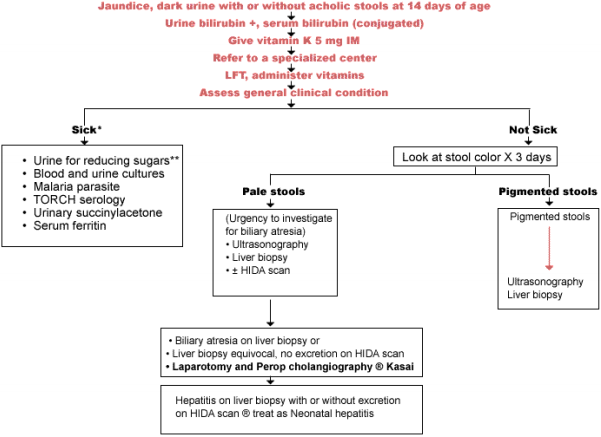 Jaundice, dark urine with or without acholic stools at 14 days of age
Urine bilirubin +, serum bilirubin (conjugated)
Give vitamin K 5 mg IM
Refer to a specialized center
LFT, administer vitamins
Assess general clinical condition
Sick*
• Urine for reducing sugars**
• Blood and urine cultures
• Malaria parasite
• TORCH serology
• Urinary succinylacetone
• Serum ferritin
Not Sick
Look at stool color X 3 days
Pale stools
(Urgency to investigate
for biliary atresia)
• Ultrasonography
• Liver biopsy
• ± HIDA scan
Pigmented stools
Pigmented stools
Ultrasonography
Liver biopsy
• Biliary atresia on liver biopsy or
• Liver biopsy equivocal, no excretion on HIDA scan
• Laparotomy and Perop cholangiography ® Kasai
Hepatitis on liver biopsy with or without excretion
on HIDA scan ® treat as Neonatal hepatitis